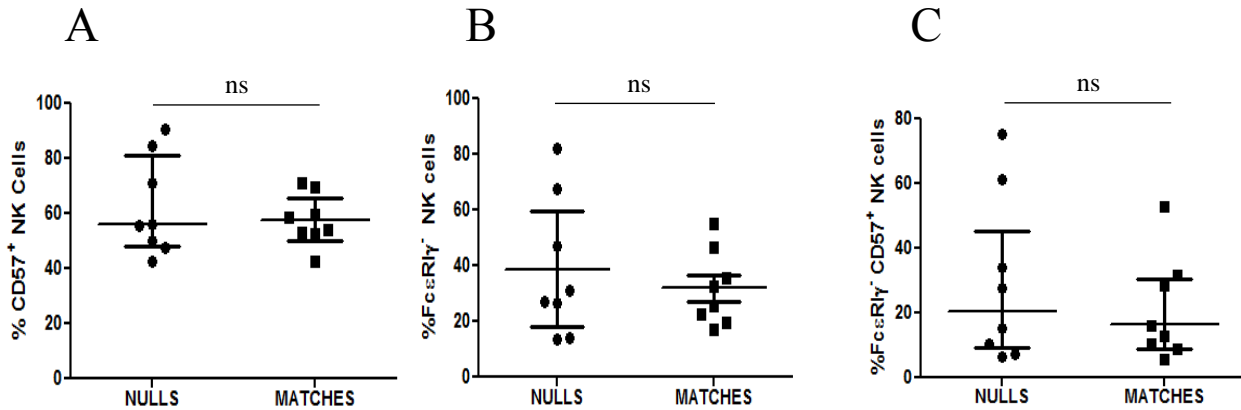 A
ns
% CD57+ NK Cells
100
80
60
40
20
0
NULLS MATCHES
B
ns
%FcεRIγ- NK cells
100
80
60
40
20
0
NULLS MATCHES
C
ns
%FcεRIγ- CD57+ NK cells
80
60
40
20
0
NULLS MATCHES